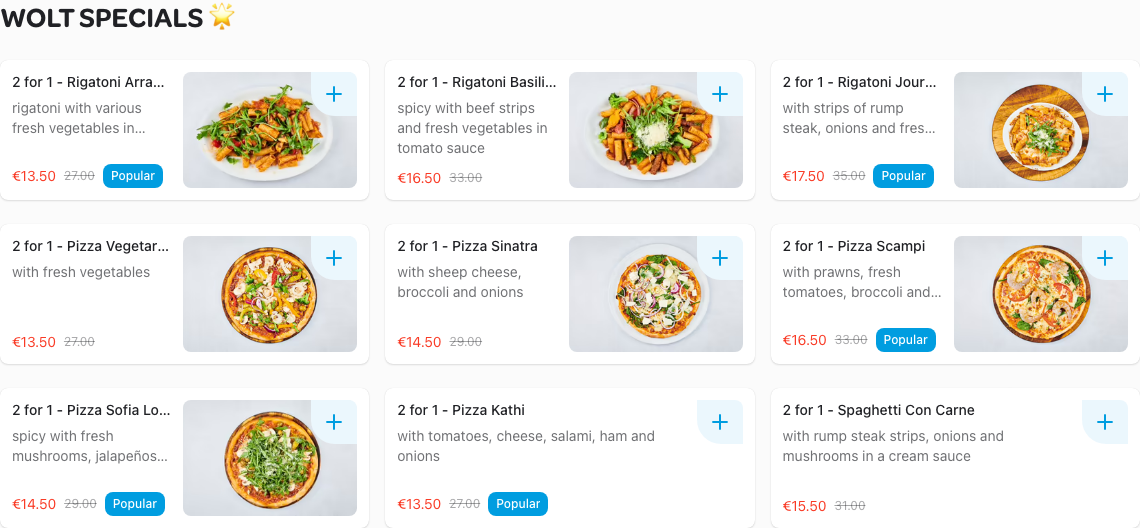 WOLT SPECIALS 🌟
2 for 1 - Rigatoni Arra...
rigatoni with various
fresh vegetables in...
€13.50 27.00 Popular
2 for 1 - Rigatoni Basili...
spicy with beef strips
and fresh vegetables in
tomato sauce
€16.50 33.00
2 for 1 - Rigatoni Jour...
with strips of rump
steak, onions and fres...
€17.50 35.00 Popular
2 for 1 - Pizza Vegetar...
with fresh vegetables
€13.50 27.00
2 for 1 - Pizza Sinatra
with sheep cheese,
broccoli and onions
€14.50 29.00
2 for 1 - Pizza Scampi
with prawns, fresh
tomatoes, broccoli and...
€16.50 33.00 Popular
2 for 1 - Pizza Sofia Lo...
spicy with fresh
mushrooms, jalapeños...
€14.50 29.00 Popular
2 for 1 - Pizza Kathi
with tomatoes, cheese, salami, ham and
onions
€13.50 27.00 Popular
2 for 1 - Spaghetti Con Carne
with rump steak strips, onions and
mushrooms in a cream sauce
€15.50 31.00